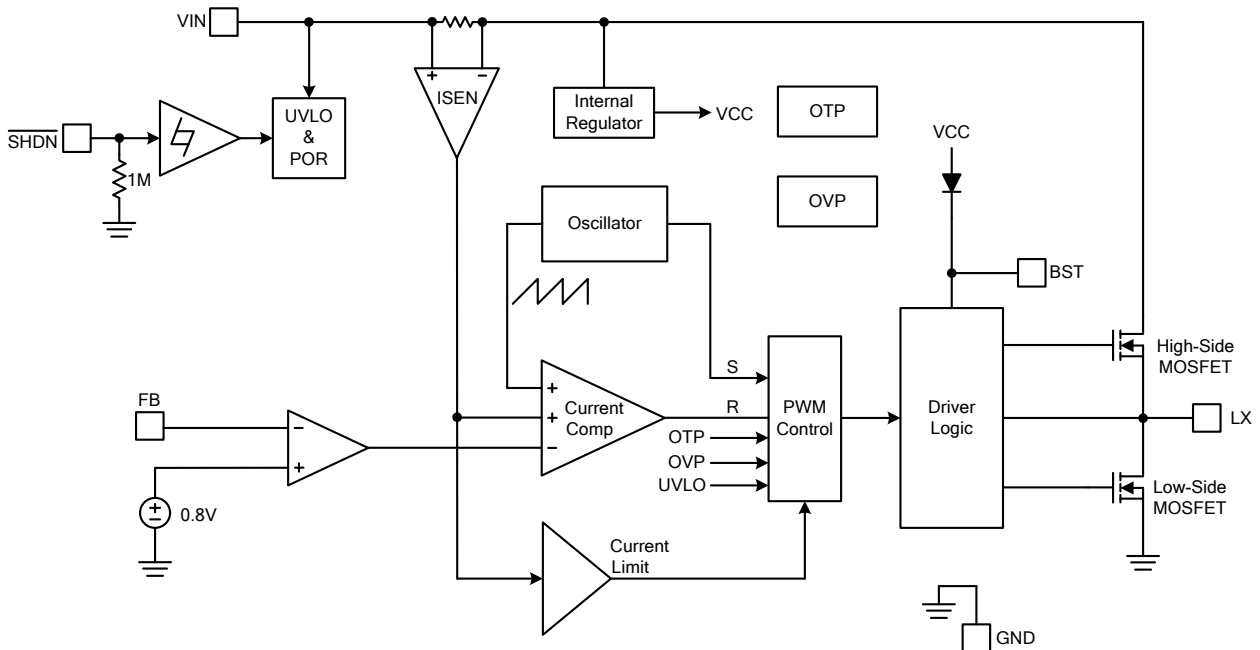 VIN
+ −
ISEN
SHDN
1M
UVLO
&
POR
Internal
Regulator
VCC
OTP
OVP
VCC
BST
Oscillator
High-Side
MOSFET
FB
−
+
0.8V
+
−
+
+
−
Current
Comp
S
R
OTP
OVP
UVLO
PWM
Control
Driver
Logic
LX
Low-Side
MOSFET
Current
Limit
GND